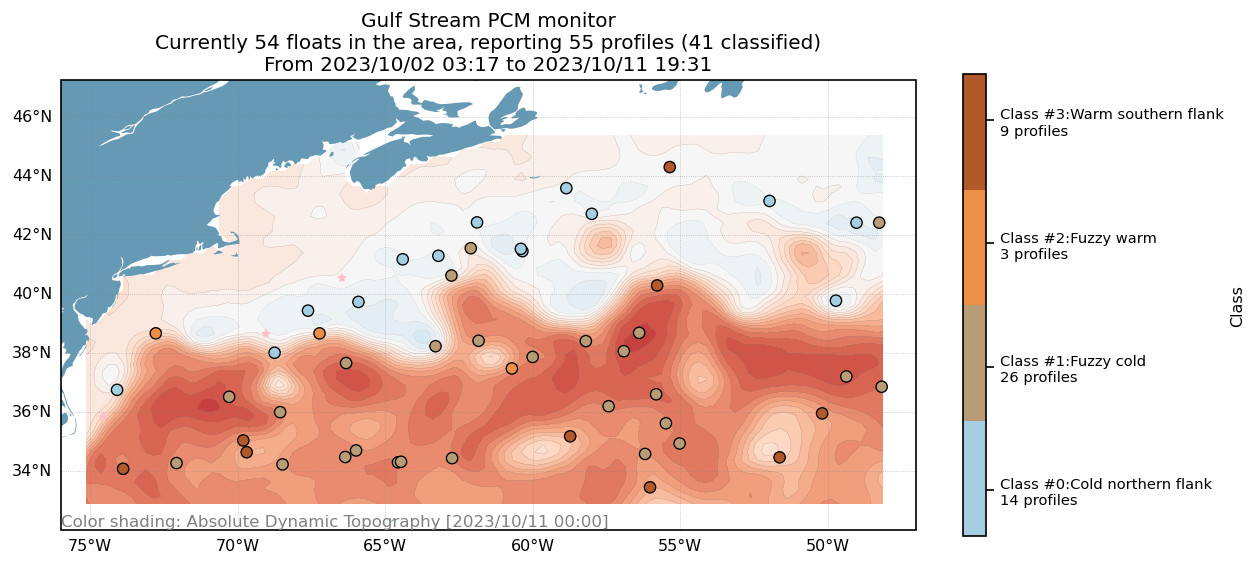 Gulf Stream PCM monitor
Currently 54 floats in the area, reporting 55 profiles (41 classified)
From 2023/10/02 03:17 to 2023/10/11 19:31
46°N
44°N
42°N
40°N
38°N
36°N
34°N
Color shading: Absolute Dynamic Topography [2023/10/11 00:00]
75°W
70°W
65°W
60°W
55°W
50°W
Class #3:Warm southern flank
9 profiles
Class #2:Fuzzy warm
3 profiles
Class #1:Fuzzy cold
26 profiles
Class #0:Cold northern flank
14 profiles
Class